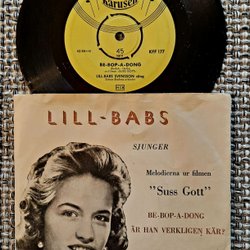 Karusell
45
KFF 177
BE-BOP-A-DONG
LILL-BABS SVENSSON sång
LILL-BABS
SJUNGER
Melodierna ur filmen
"Suss Gott"
BE-BOP-A-DONG
ÄR HAN VERKLIGEN KÄR?